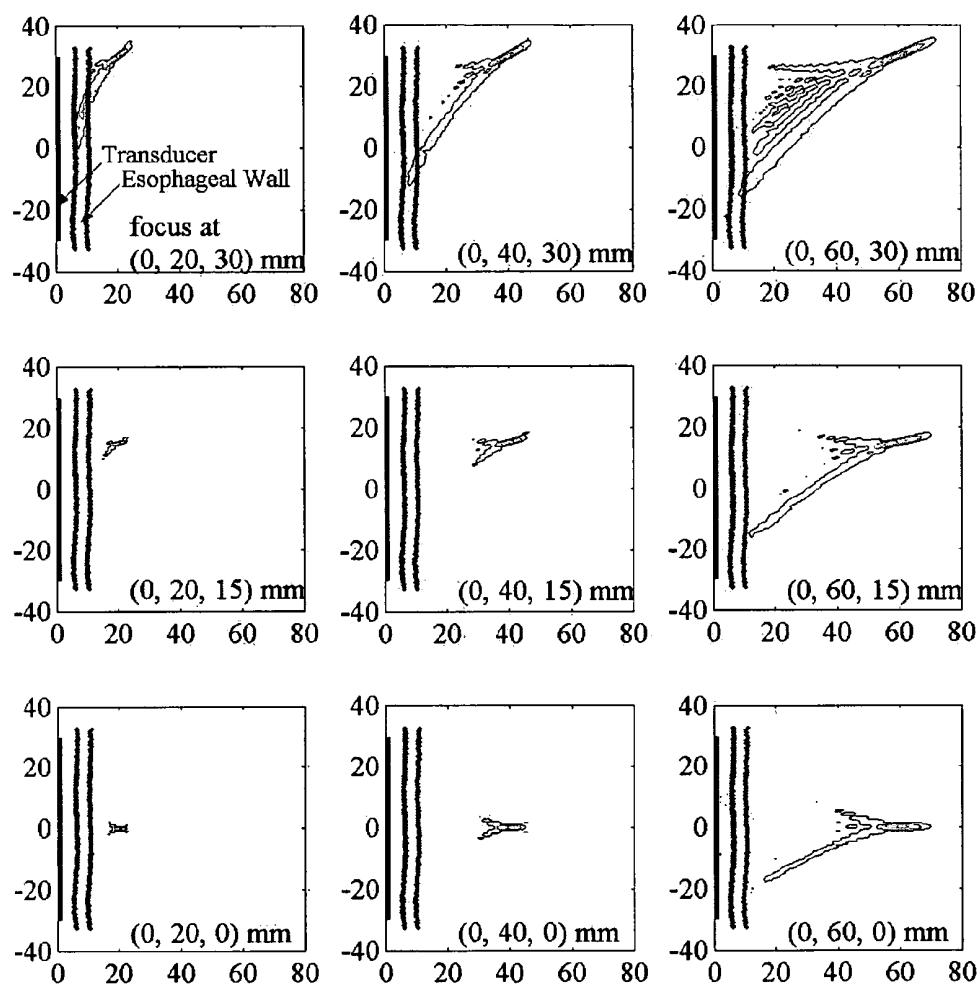 40 40 40
20 20 20
0 0 0
-20 -20 -20
-40 -40 -40
Transducer
Esophageal Wall
focus at
(0, 20, 30) mm (0, 40, 30) mm (0, 60, 30) mm
0 20 40 60 80 0 20 40 60 80 0 20 40 60 80
40 40 40
20 20 20
0 0 0
-20 -20 -20
-40 -40 -40
(0, 20, 15) mm (0, 40, 15) mm (0, 60, 15) mm
0 20 40 60 80 0 20 40 60 80 0 20 40 60 80
40 40 40
20 20 20
0 0 0
-20 -20 -20
-40 -40 -40
(0, 20, 0) mm (0, 40, 0) mm (0, 60, 0) mm
0 20 40 60 80 0 20 40 60 80 0 20 40 60 80